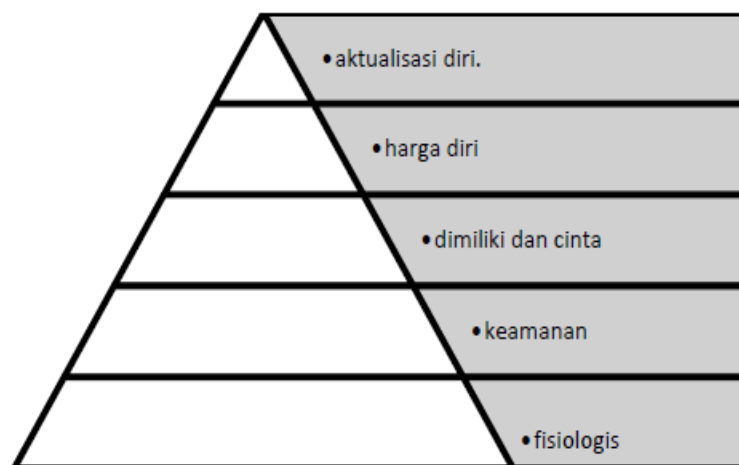 •aktualisasi diri.
•harga diri
•dimiliki dan cinta
•keamanan
•fisiologis